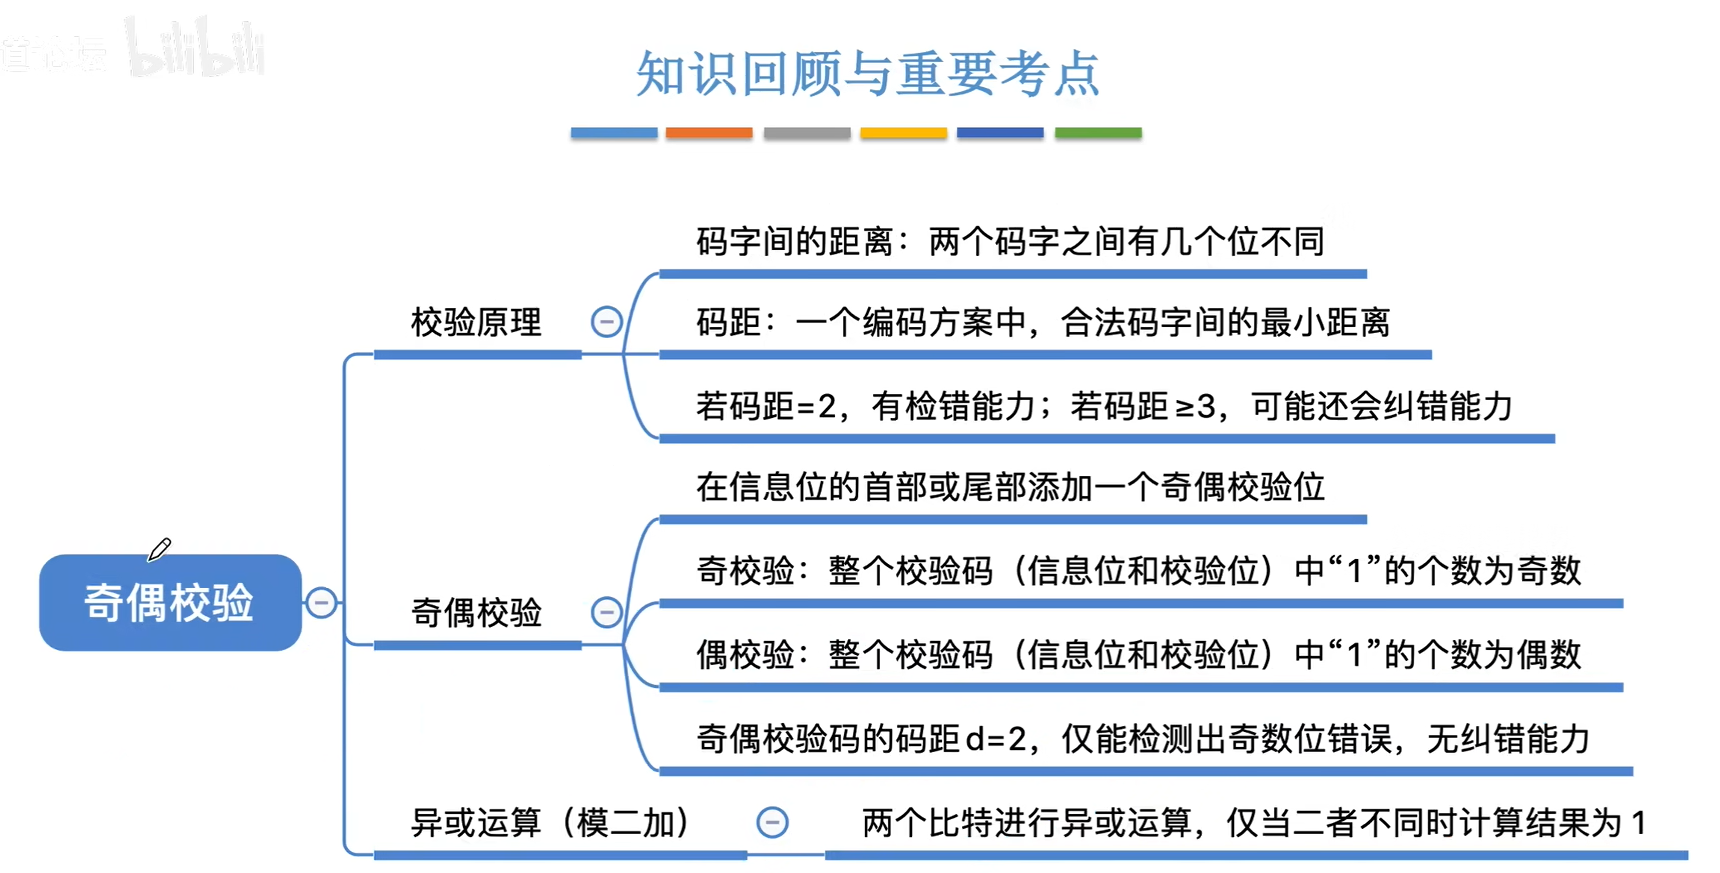 bilibili
知识回顾与重要考点
码字间的距离：两个码字之间有几个位不同
校验原理
码距：一个编码方案中，合法码字间的最小距离
若码距=2，有检错能力；若码距≥3，可能还会纠错能力
在信息位的首部或尾部添加一个奇偶校验位
奇偶校验
奇偶校验
奇校验：整个校验码（信息位和校验位）中“1”的个数为奇数
偶校验：整个校验码（信息位和校验位）中“1”的个数为偶数
奇偶校验码的码距d=2，仅能检测出奇数位错误，无纠错能力
异或运算（模二加）
两个比特进行异或运算，仅当二者不同时计算结果为1